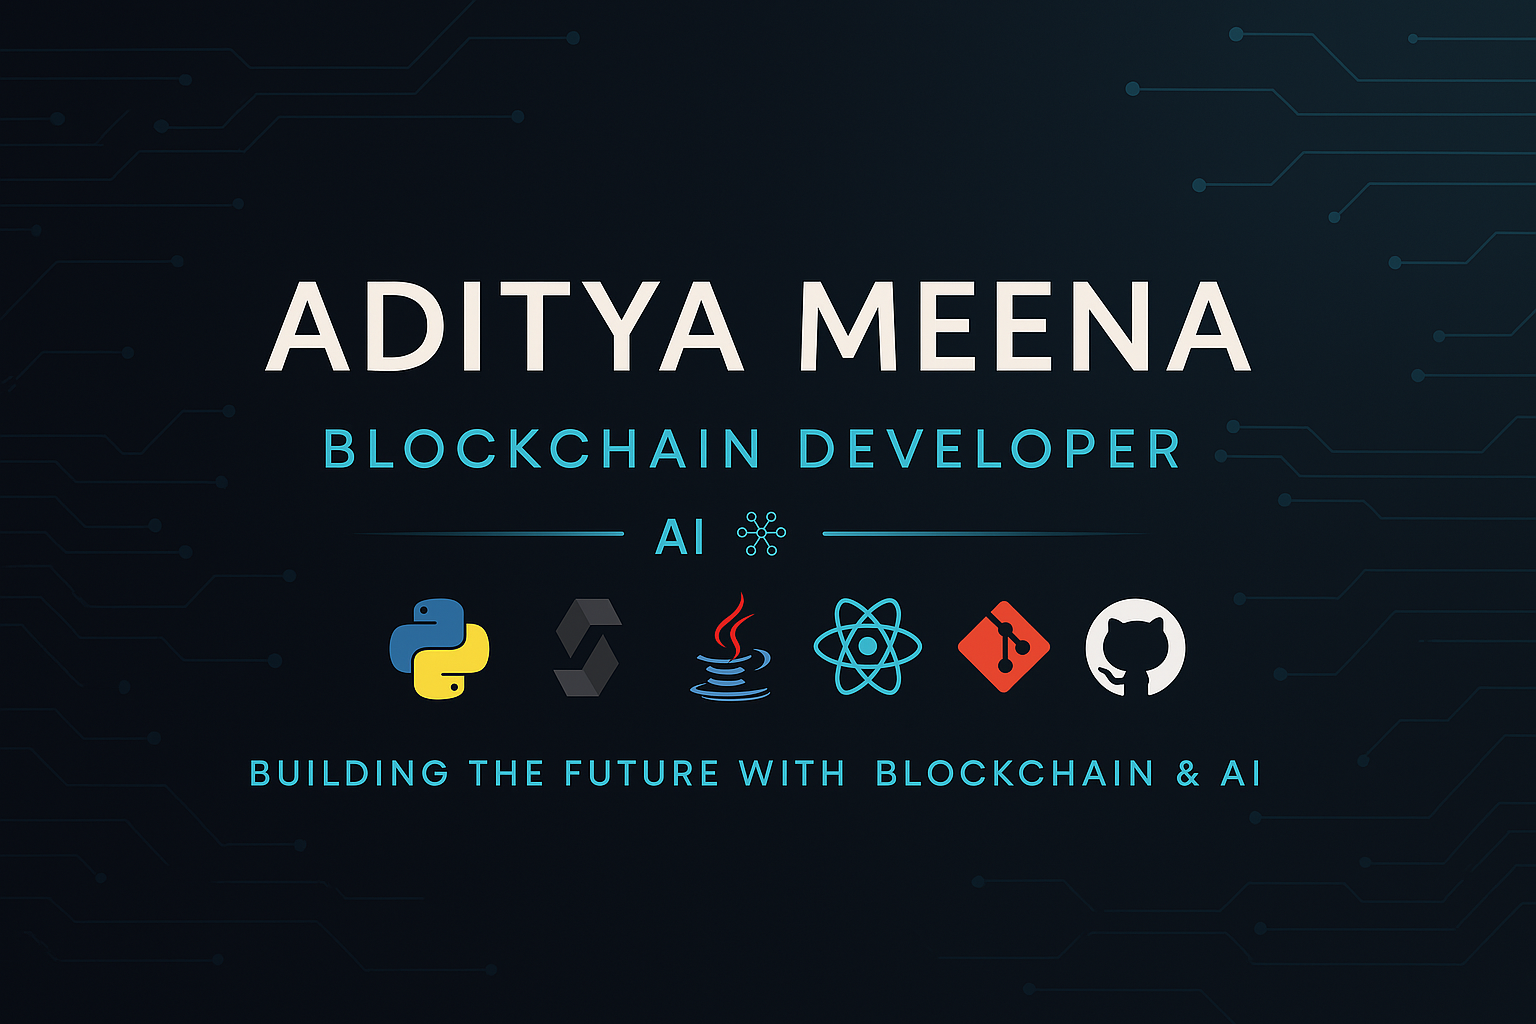 ADITYA MEENA
BLOCKCHAIN DEVELOPER
AI
BUILDING THE FUTURE WITH BLOCKCHAIN & AI